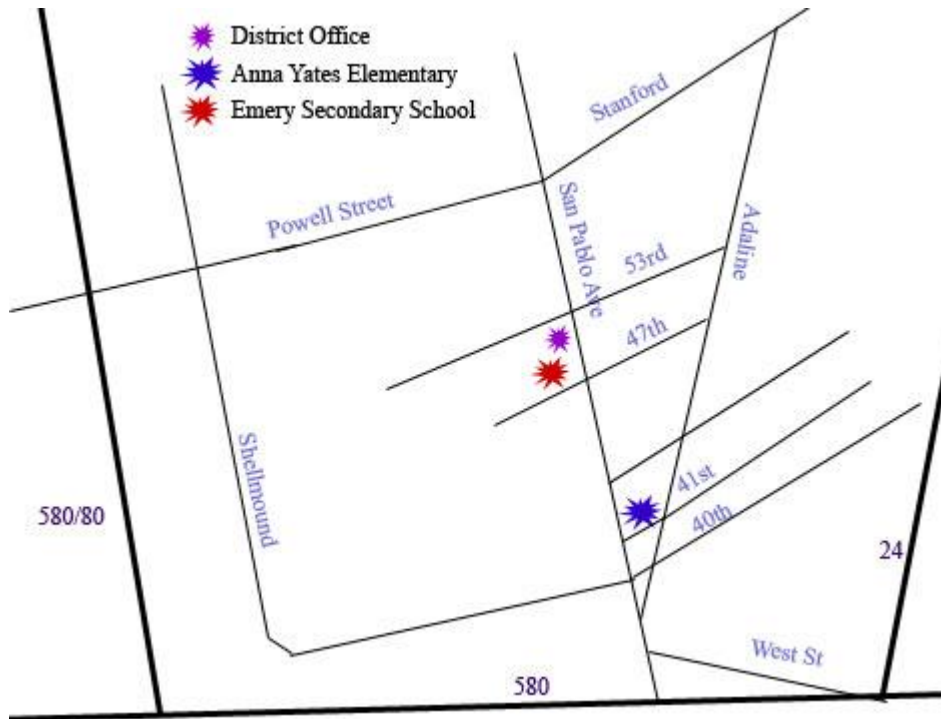 District Office
Anna Yates Elementary
Emery Secondary School
Stanford
Powell Street
San Pablo Ave
Adaline
53rd
47th
Shellmound
41st
580/80
40th
24
West St
580